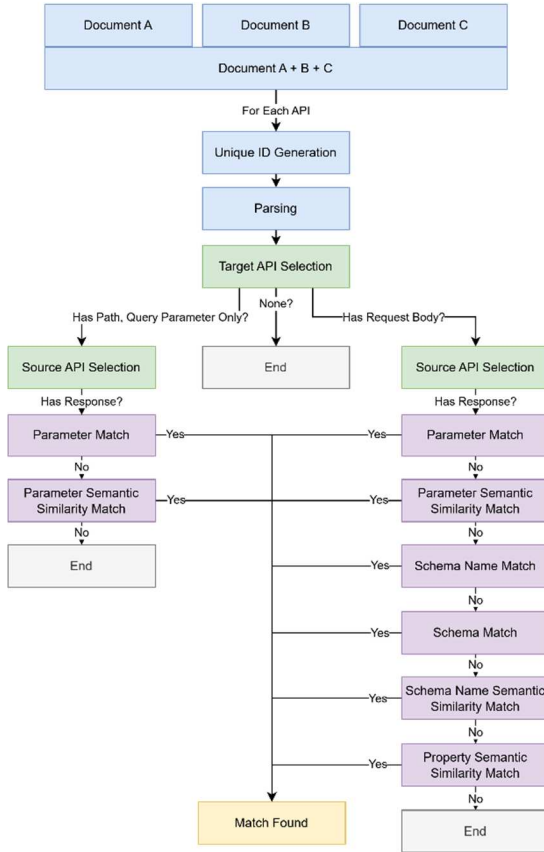 Document A
Document B
Document C
Document A + B + C
For Each API
Unique ID Generation
Parsing
Target API Selection
Has Path, Query Parameter Only?
None?
Has Request Body?
Source API Selection
End
Source API Selection
Has Response?
Has Response?
Parameter Match
Yes
Yes
Parameter Match
No
No
Parameter Semantic
Similarity Match
Yes
Yes
Parameter Semantic
Similarity Match
No
No
End
Yes
Schema Name Match
No
Yes
Schema Match
No
Yes
Schema Name Semantic
Similarity Match
No
Yes
Property Semantic
Similarity Match
No
Match Found
End